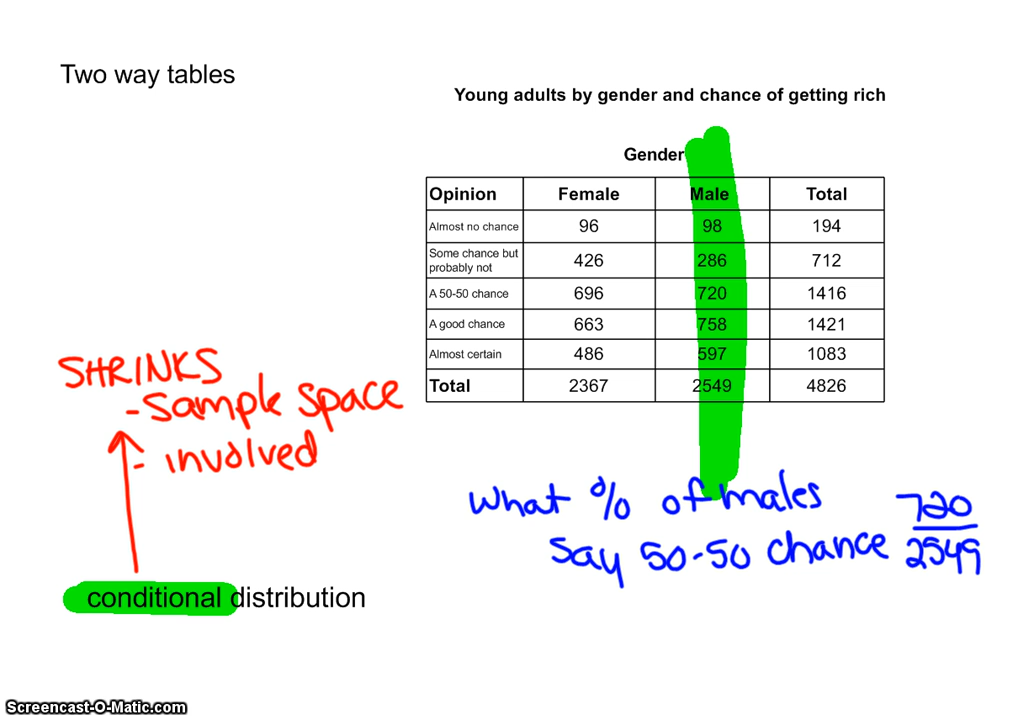 Two way tables
Young adults by gender and chance of getting rich
Gender
Opinion Female Male Total
Almost no chance 96 98 194
Some chance but
probably not 426 286 712
A 50-50 chance 696 720 1416
A good chance 663 758 1421
Almost certain 486 597 1083
Total 2367 2549 4826
SHRINKS
- Sample space
- involved
What % of males
say 50-50 chance
720
2549
conditional distribution
Screencast-O-Matic.com